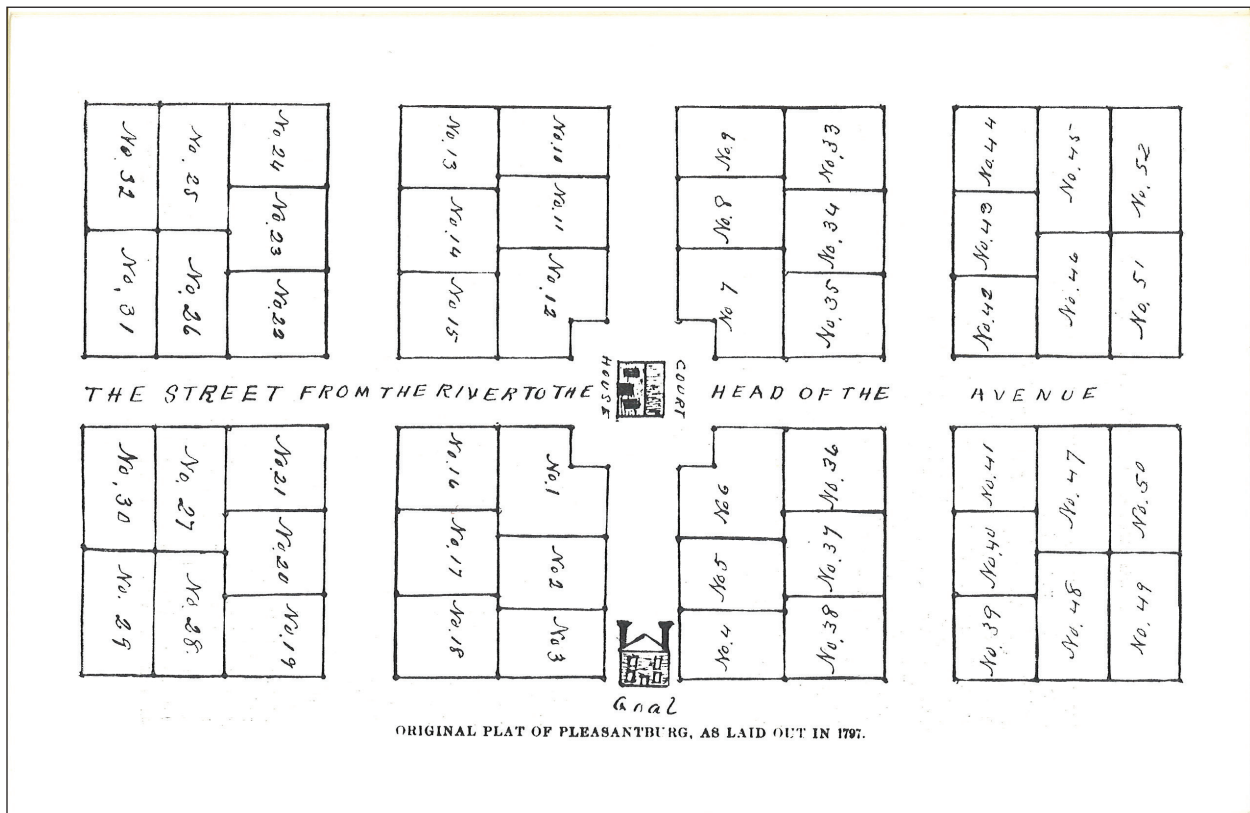 No. 32
No. 25
No. 24
No. 23
No. 31
No. 26
No. 22
No. 13
No. 10
No. 11
No. 14
No. 12
No. 15
No. 9
No. 33
No. 8
No. 34
No. 7
No. 35
No. 44
No. 45
No. 52
No. 43
No. 42
No. 46
No. 51
THE STREET FROM THE RIVER TO THE HEAD OF THE AVENUE
COURT
HOUSE
No. 30
No. 27
No. 21
No. 20
No. 29
No. 28
No. 19
No. 16
No. 1
No. 17
No 2
No. 18
No 3
No 6
No. 36
No 5
No. 37
No. 4
No. 38
No. 41
No. 47
No. 50
No. 40
No. 39
No. 48
No. 49
Goal
ORIGINAL PLAT OF PLEASANTBURG, AS LAID OUT IN 1797.